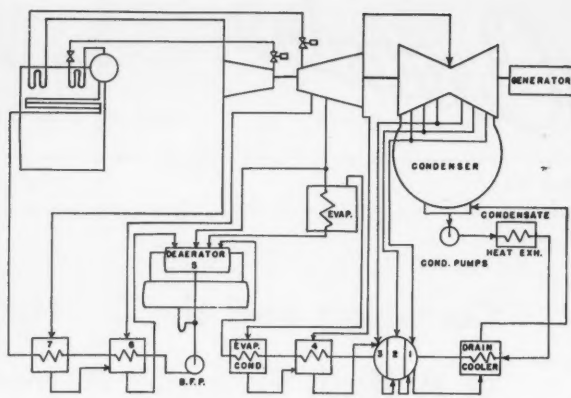 GENERATOR
CONDENSER
EVAP.
CONDENSATE
HEAT EXH.
COND. PUMPS
DEAERATOR
5
7
6
B.F.P.
EVAP.
COND
4
3 2 1
DRAIN
COOLER